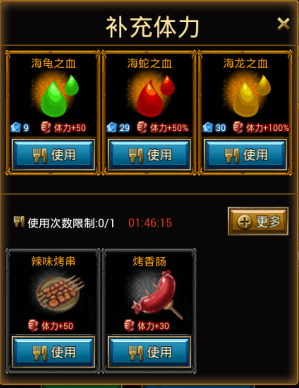 补充体力
海龟之血 海蛇之血 海龙之血
9 体力+50 29 体力+50% 30 体力+100%
使用 使用 使用
使用次数限制:0/1 01:46:15 更多
辣味烤串 烤香肠
体力+50 体力+30
使用 使用